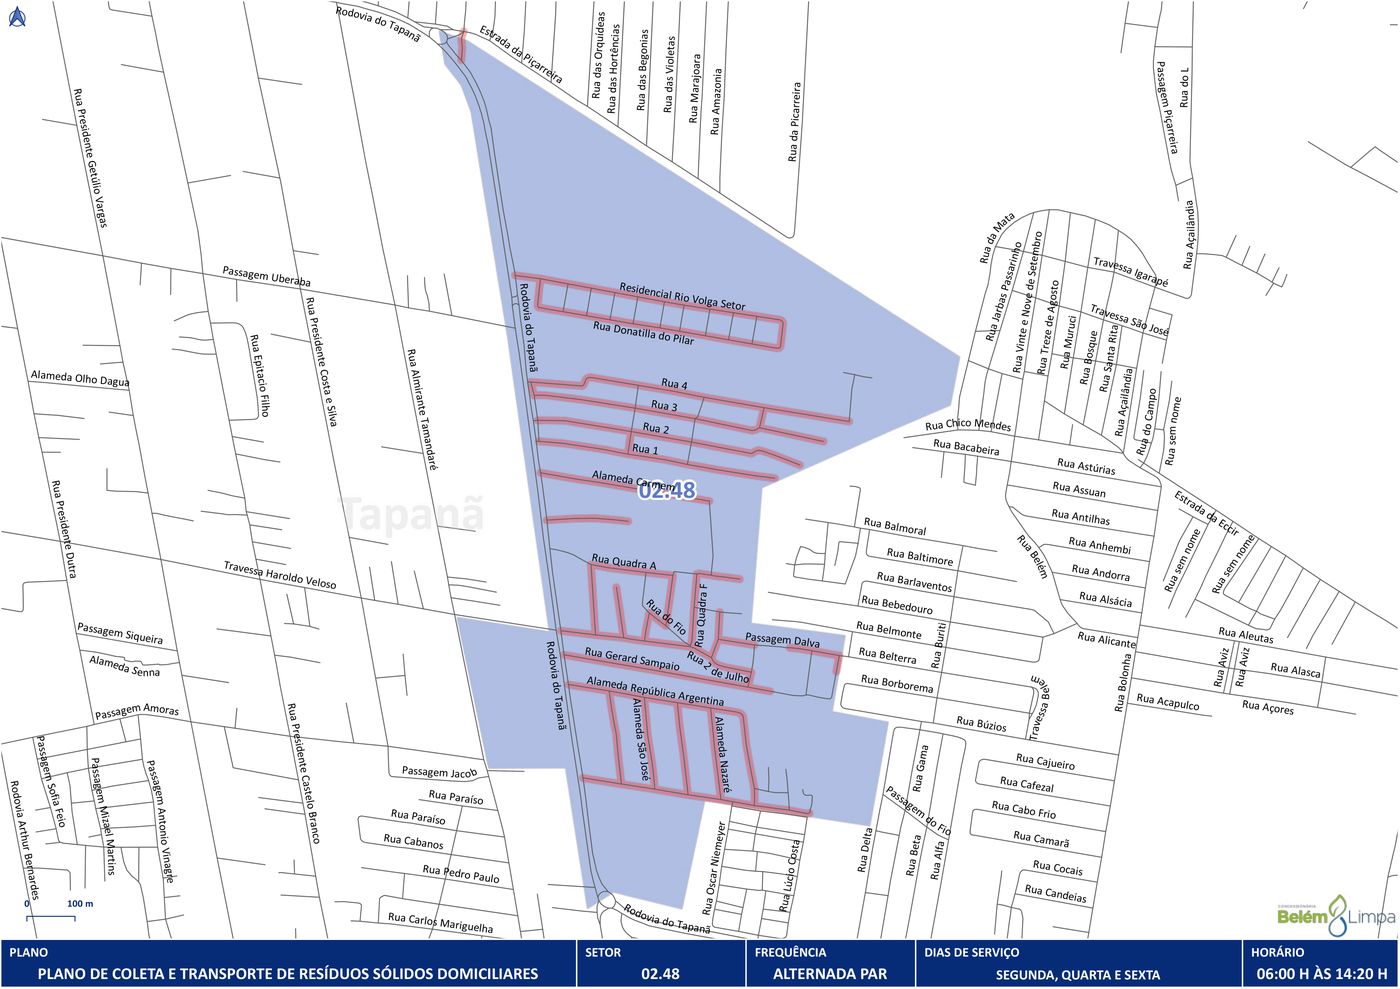 Rodovia do Tapanã
Estrada da Piçarreira
Rua das Orquídeas
Rua das Hortências
Rua das Begonias
Rua das Violetas
Rua Marajoara
Rua Amazonia
Rua da Piçarreira
Passagem Piçarreira
Rua do L
Rua Açailândia
Rua Presidente Getúlio Vargas
Passagem Uberaba
Rua Presidente Costa e Silva
Rua Epitacio Filho
Rua Almirante Tamandaré
Alameda Olho Dagua
Rodovia do Tapanã
Residencial Rio Volga Setor
Rua Donatilla do Pilar
Rua 4
Rua 3
Rua 2
Rua 1
Alameda Carmem
02.48
Tapanã
Rua da Mata
Rua Jarbas Passarinho
Rua Vinte e Nove de Setembro
Rua Treze de Agosto
Rua Muruci
Rua Bosque
Rua Santa Rita
Rua Açailândia
Rua do Campo
Rua sem nome
Travessa Igarapé
Travessa São José
Rua Chico Mendes
Rua Bacabeira
Rua Astúrias
Rua Assuan
Rua Antilhas
Rua Anhembi
Rua Andorra
Rua Alsácia
Rua Alicante
Estrada da Eccir
Rua sem nome
Rua sem nome
Rua Belém
Rua Balmoral
Rua Baltimore
Rua Barlaventos
Rua Bebedouro
Rua Belmonte
Rua Belterra
Rua Buriti
Rua Borborema
Rua Búzios
Travessa Belém
Rua Bolonha
Rua Aleutas
Rua Aviz
Rua Aviz
Rua Alasca
Rua Acapulco
Rua Açores
Rua Presidente Dutra
Travessa Haroldo Veloso
Passagem Siqueira
Alameda Senna
Passagem Amoras
Rua Quadra A
Rua do Fio
Rua Quadra F
Passagem Dalva
Rua Gerard Sampaio
Rua 2 de Julho
Alameda República Argentina
Alameda São José
Alameda Nazaré
Rodovia do Tapanã
Rua Presidente Castelo Branco
Passagem Jacob
Rua Paraíso
Rua Paraíso
Rua Cabanos
Rua Pedro Paulo
Rua Carlos Mariguelha
Passagem Sofia Feio
Passagem Mizael Martins
Passagem Antonio Vinagre
Rodovia Arthur Bernardes
Rua Oscar Niemeyer
Rua Lúcio Costa
Rodovia do Tapanã
Rua Delta
Rua Gama
Passagem do Fio
Rua Beta
Rua Alfa
Rua Cajueiro
Rua Cafezal
Rua Cabo Frio
Rua Camarã
Rua Cocais
Rua Candeias
0 100 m
CONCESSIONÁRIA
Belém Limpa
PLANO
PLANO DE COLETA E TRANSPORTE DE RESÍDUOS SÓLIDOS DOMICILIARES
SETOR
02.48
FREQUÊNCIA
ALTERNADA PAR
DIAS DE SERVIÇO
SEGUNDA, QUARTA E SEXTA
HORÁRIO
06:00 H ÀS 14:20 H